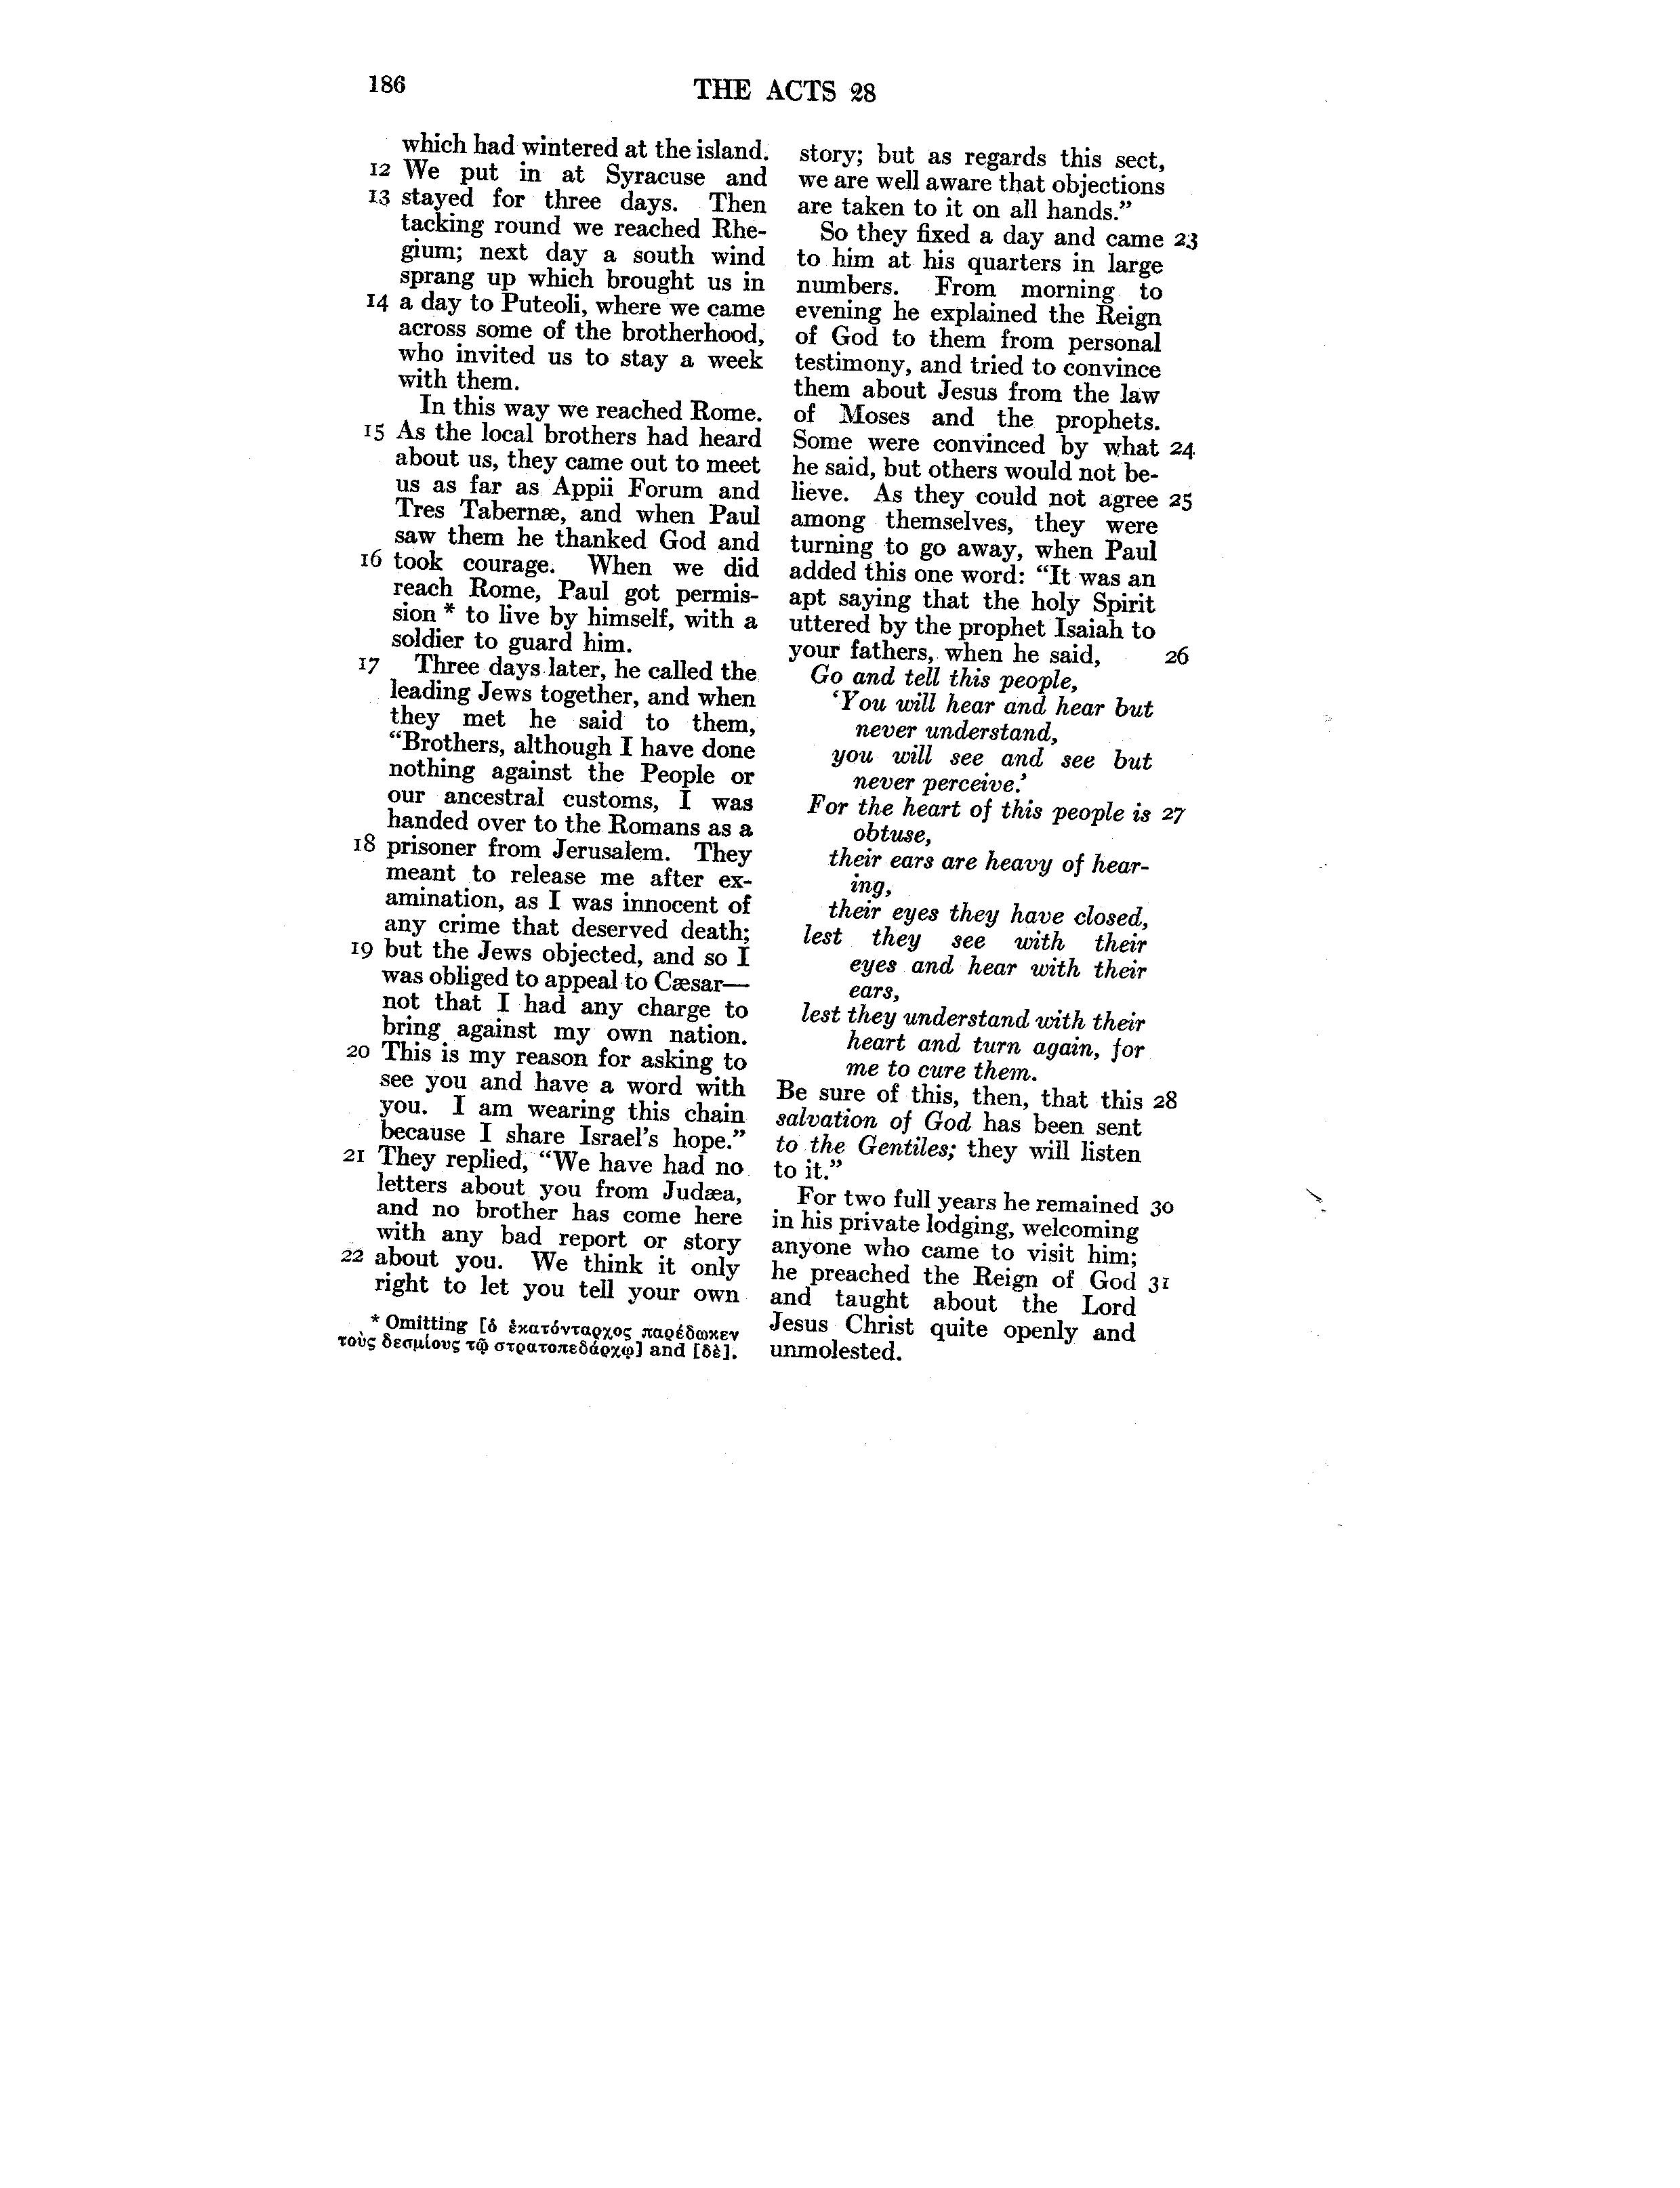 186
THE ACTS 28
which had wintered at the island.
12 We put in at Syracuse and
13 stayed for three days. Then
tacking round we reached Rhe-
gium; next day a south wind
sprang up which brought us in
14 a day to Puteoli, where we came
across some of the brotherhood,
who invited us to stay a week
with them.
In this way we reached Rome.
15 As the local brothers had heard
about us, they came out to meet
us as far as Appii Forum and
Tres Tabernæ, and when Paul
saw them he thanked God and
16 took courage. When we did
reach Rome, Paul got permis-
sion * to live by himself, with a
soldier to guard him.
17 Three days later, he called the
leading Jews together, and when
they met he said to them,
“Brothers, although I have done
nothing against the People or
our ancestral customs, I was
handed over to the Romans as a
18 prisoner from Jerusalem. They
meant to release me after ex-
amination, as I was innocent of
any crime that deserved death;
19 but the Jews objected, and so I
was obliged to appeal to Cæsar—
not that I had any charge to
bring against my own nation.
20 This is my reason for asking to
see you and have a word with
you. I am wearing this chain
because I share Israel’s hope.”
21 They replied, “We have had no
letters about you from Judæa,
and no brother has come here
with any bad report or story
22 about you. We think it only
right to let you tell your own
* Omitting [ὁ ἑκατόνταρχος παρέδωκεν
τοὺς δεσμίους τῷ στρατοπεδάρχῳ] and [δὲ].
story; but as regards this sect,
we are well aware that objections
are taken to it on all hands.”
So they fixed a day and came 23
to him at his quarters in large
numbers. From morning to
evening he explained the Reign
of God to them from personal
testimony, and tried to convince
them about Jesus from the law
of Moses and the prophets.
Some were convinced by what 24
he said, but others would not be-
lieve. As they could not agree 25
among themselves, they were
turning to go away, when Paul
added this one word: “It was an
apt saying that the holy Spirit
uttered by the prophet Isaiah to
your fathers, when he said, 26
Go and tell this people,
‘You will hear and hear but
never understand,
you will see and see but
never perceive.’
For the heart of this people is 27
obtuse,
their ears are heavy of hear-
ing,
their eyes they have closed,
lest they see with their
eyes and hear with their
ears,
lest they understand with their
heart and turn again, for
me to cure them.
Be sure of this, then, that this 28
salvation of God has been sent
to the Gentiles; they will listen
to it.”
For two full years he remained 30
in his private lodging, welcoming
anyone who came to visit him;
he preached the Reign of God 31
and taught about the Lord
Jesus Christ quite openly and
unmolested.